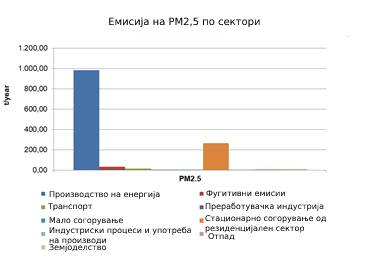 Емисија на PM2,5 по сектори
1.200,00
1.000,00
800,00
600,00
400,00
200,00
0,00
t/year
PM2.5
Производство на енергија
Фугитивни емисии
Транспорт
Преработувачка индустрија
Мало согорување
Стационарно согорување од
резиденцијален сектор
Индустриски процеси и употреба
на производи
Отпад
Земјоделство